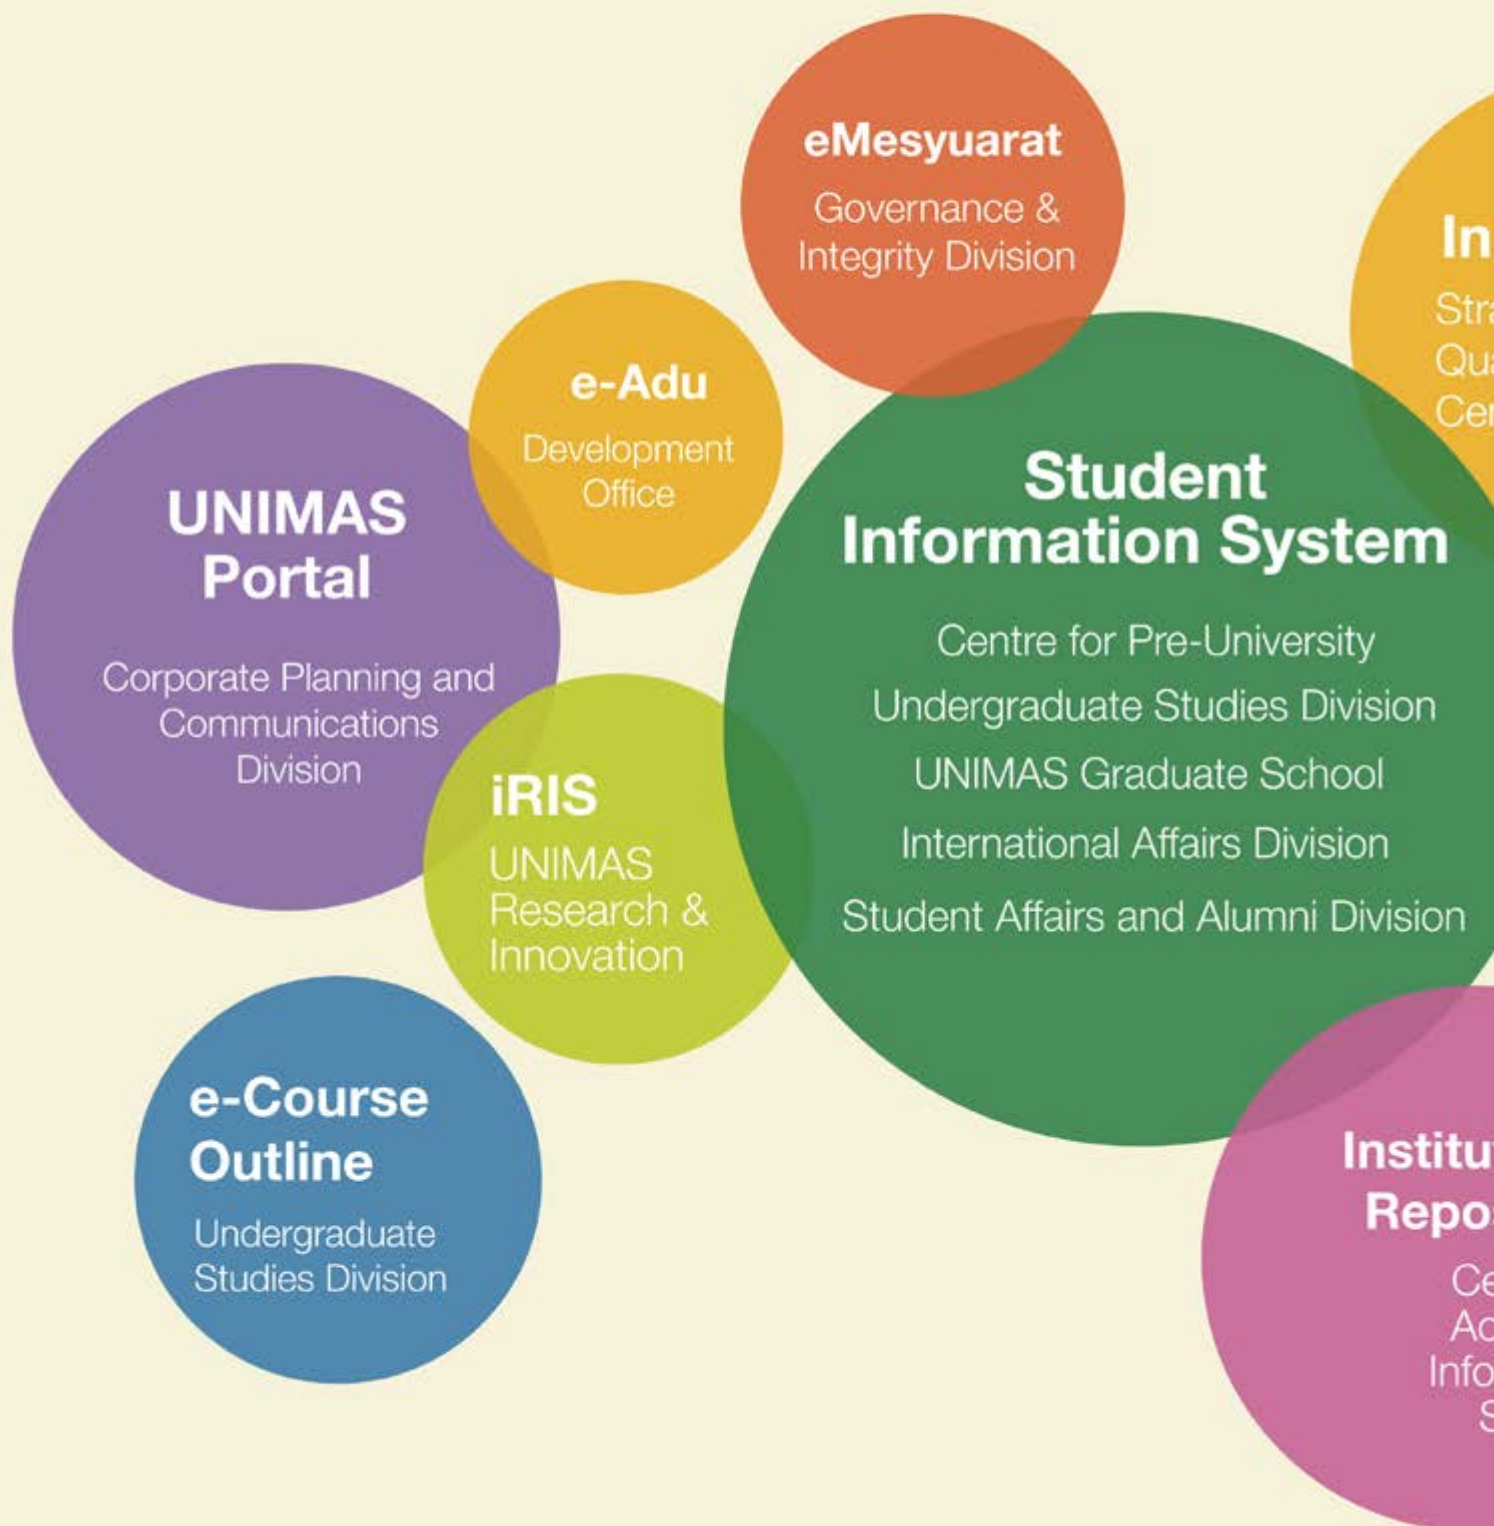 eMesyuarat
Governance &
Integrity Division
e-Adu
Development
Office
UNIMAS
Portal
Corporate Planning and
Communications
Division
Student
Information System
Centre for Pre-University
Undergraduate Studies Division
UNIMAS Graduate School
International Affairs Division
Student Affairs and Alumni Division
iRIS
UNIMAS
Research &
Innovation
e-Course
Outline
Undergraduate
Studies Division